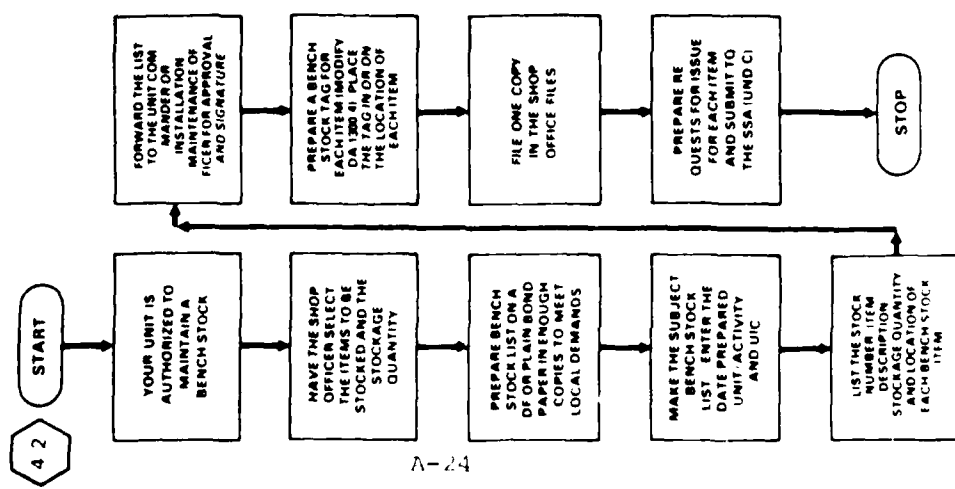 42
START
YOUR UNIT IS
AUTHORIZED TO
MAINTAIN A
BENCH STOCK
HAVE THE SHOP
OFFICER SELECT
THE ITEMS TO BE
STOCKED AND THE
STOCKAGE
QUANTITY
PREPARE BENCH
STOCK LIST ON A
DF OR PLAIN BOND
PAPER IN ENOUGH
COPIES TO MEET
LOCAL DEMANDS
MAKE THE SUBJECT
BENCH STOCK
LIST ENTER THE
DATE PREPARED
UNIT/ACTIVITY
AND UIC
LIST THE STOCK
NUMBER ITEM
DESCRIPTION
STOCKAGE QUANTITY
AND LOCATION OF
EACH BENCH STOCK
ITEM
FORWARD THE LIST
TO THE UNIT COM
MANDER OR
INSTALLATION
MAINTENANCE OF
FICER FOR APPROVAL
AND SIGNATURE
PREPARE A BENCH
STOCK TAG FOR
EACH ITEM (MODIFY
DA 1300 4) PLACE
THE TAG IN OR ON
THE LOCATION OF
EACH ITEM
FILE ONE COPY
IN THE SHOP
OFFICE FILES
PREPARE RE
QUESTS FOR ISSUE
FOR EACH ITEM
AND SUBMIT TO
THE SSA (UND C)
STOP
A-24